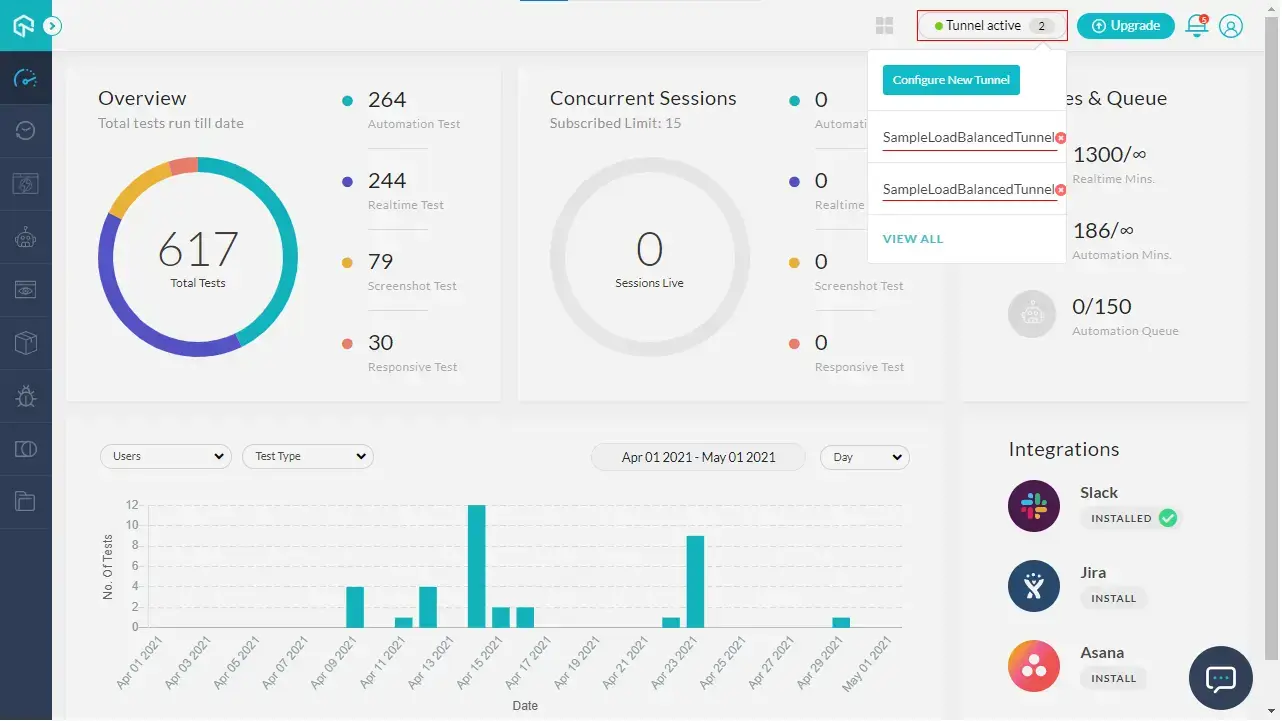 Tunnel active 2
Upgrade
6
Configure New Tunnel
SampleLoadBalancedTunnel
SampleLoadBalancedTunnel
VIEW ALL
Overview
Total tests run till date
617
Total Tests
264
Automation Test
244
Realtime Test
79
Screenshot Test
30
Responsive Test
Concurrent Sessions
Subscribed Limit: 15
0
Sessions Live
0
Automati
0
Realtime
0
Screenshot Test
0
Responsive Test
es & Queue
1300/∞
Realtime Mins.
186/∞
Automation Mins.
0/150
Automation Queue
Users
Test Type
Apr 01 2021 - May 01 2021
Day
No. Of Tests
12
10
8
6
4
2
0
Apr 01 2021
Apr 03 2021
Apr 05 2021
Apr 07 2021
Apr 09 2021
Apr 11 2021
Apr 13 2021
Apr 15 2021
Apr 17 2021
Apr 19 2021
Apr 21 2021
Apr 23 2021
Apr 25 2021
Apr 27 2021
Apr 29 2021
May 01 2021
Date
Integrations
Slack
INSTALLED
Jira
INSTALL
Asana
INSTALL